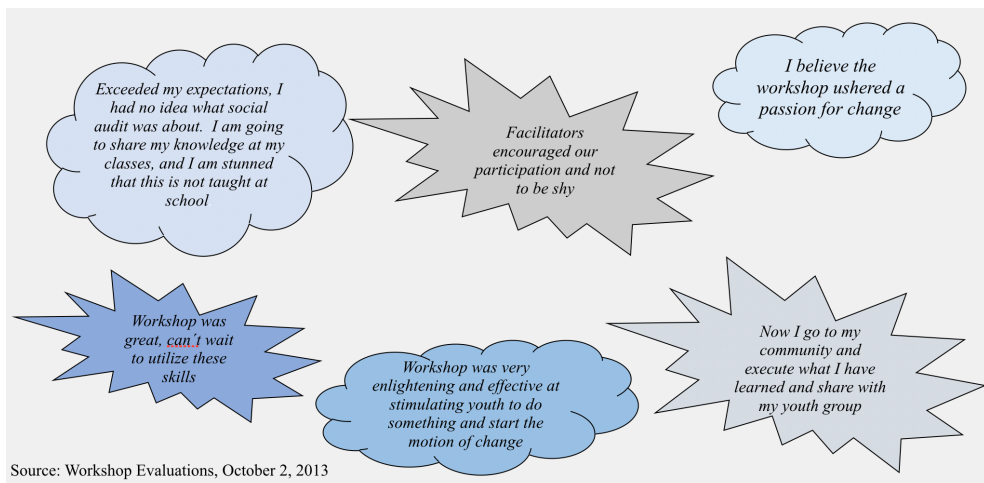 Exceeded my expectations, I
had no idea what social
audit was about.  I am going
to share my knowledge at my
classes, and I am stunned
that this is not taught at
school
Facilitators
encouraged our
participation and not
to be shy
I believe the
workshop ushered a
passion for change
Workshop was
great, can´t wait
to utilize these
skills
Workshop was very
enlightening and effective at
stimulating youth to do
something and start the
motion of change
Now I go to my
community and
execute what I have
learned and share with
my youth group
Source: Workshop Evaluations, October 2, 2013